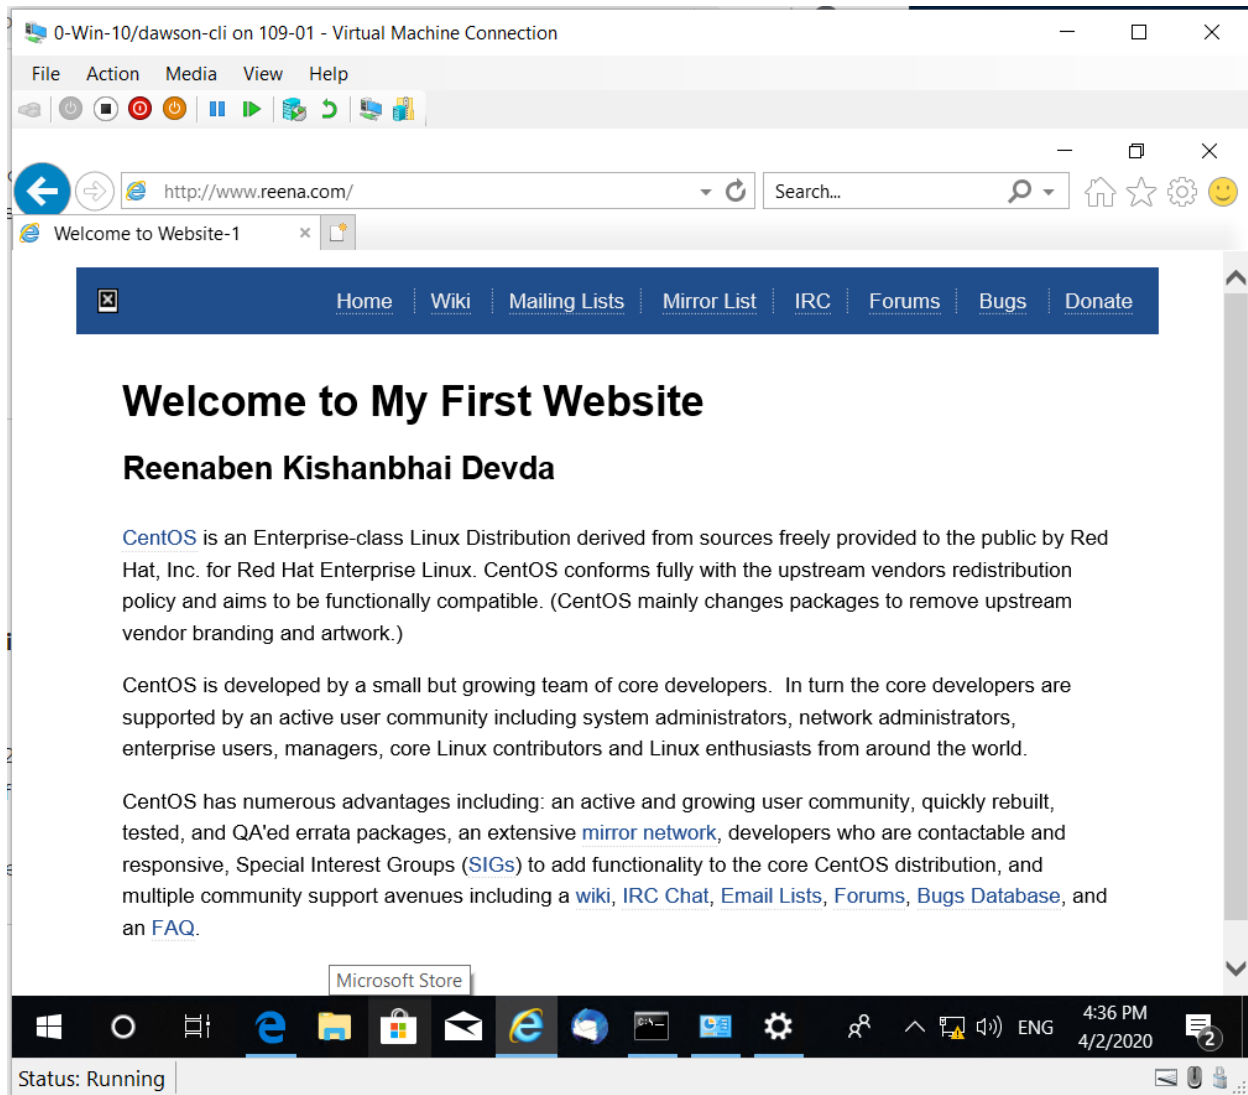 0-Win-10/dawson-cli on 109-01 - Virtual Machine Connection
File Action Media View Help
http://www.reena.com/
Search...
Welcome to Website-1
Home Wiki Mailing Lists Mirror List IRC Forums Bugs Donate
Welcome to My First Website
Reenaben Kishanbhai Devda
CentOS is an Enterprise-class Linux Distribution derived from sources freely provided to the public by Red
Hat, Inc. for Red Hat Enterprise Linux. CentOS conforms fully with the upstream vendors redistribution
policy and aims to be functionally compatible. (CentOS mainly changes packages to remove upstream
vendor branding and artwork.)
CentOS is developed by a small but growing team of core developers.  In turn the core developers are
supported by an active user community including system administrators, network administrators,
enterprise users, managers, core Linux contributors and Linux enthusiasts from around the world.
CentOS has numerous advantages including: an active and growing user community, quickly rebuilt,
tested, and QA'ed errata packages, an extensive mirror network, developers who are contactable and
responsive, Special Interest Groups (SIGs) to add functionality to the core CentOS distribution, and
multiple community support avenues including a wiki, IRC Chat, Email Lists, Forums, Bugs Database, and
an FAQ.
Microsoft Store
ENG
4:36 PM
4/2/2020
2
Status: Running